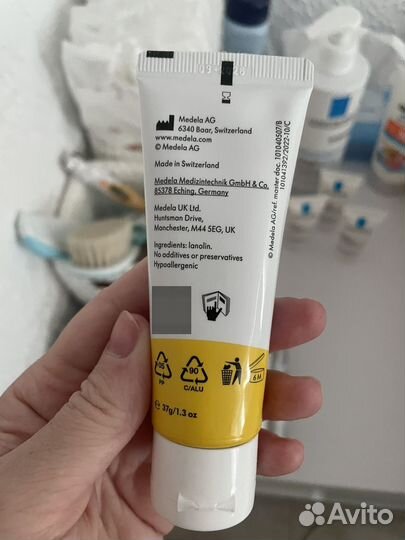 Medela AG
6340 Baar, Switzerland
www.medela.com
© Medela AG
Made in Switzerland
Medela Medizintechnik GmbH & Co.
85378 Eching, Germany
Medela UK Ltd.
Huntsman Drive,
Manchester, M44 5EG, UK
Ingredients: lanolin.
No additives or preservatives
Hypoallergenic
© Medela AG/ref. master doc. 101040507/B
101041392/2022-10/C
05
PP
90
C/ALU
6 M
e 37g/1.3 oz
Avito